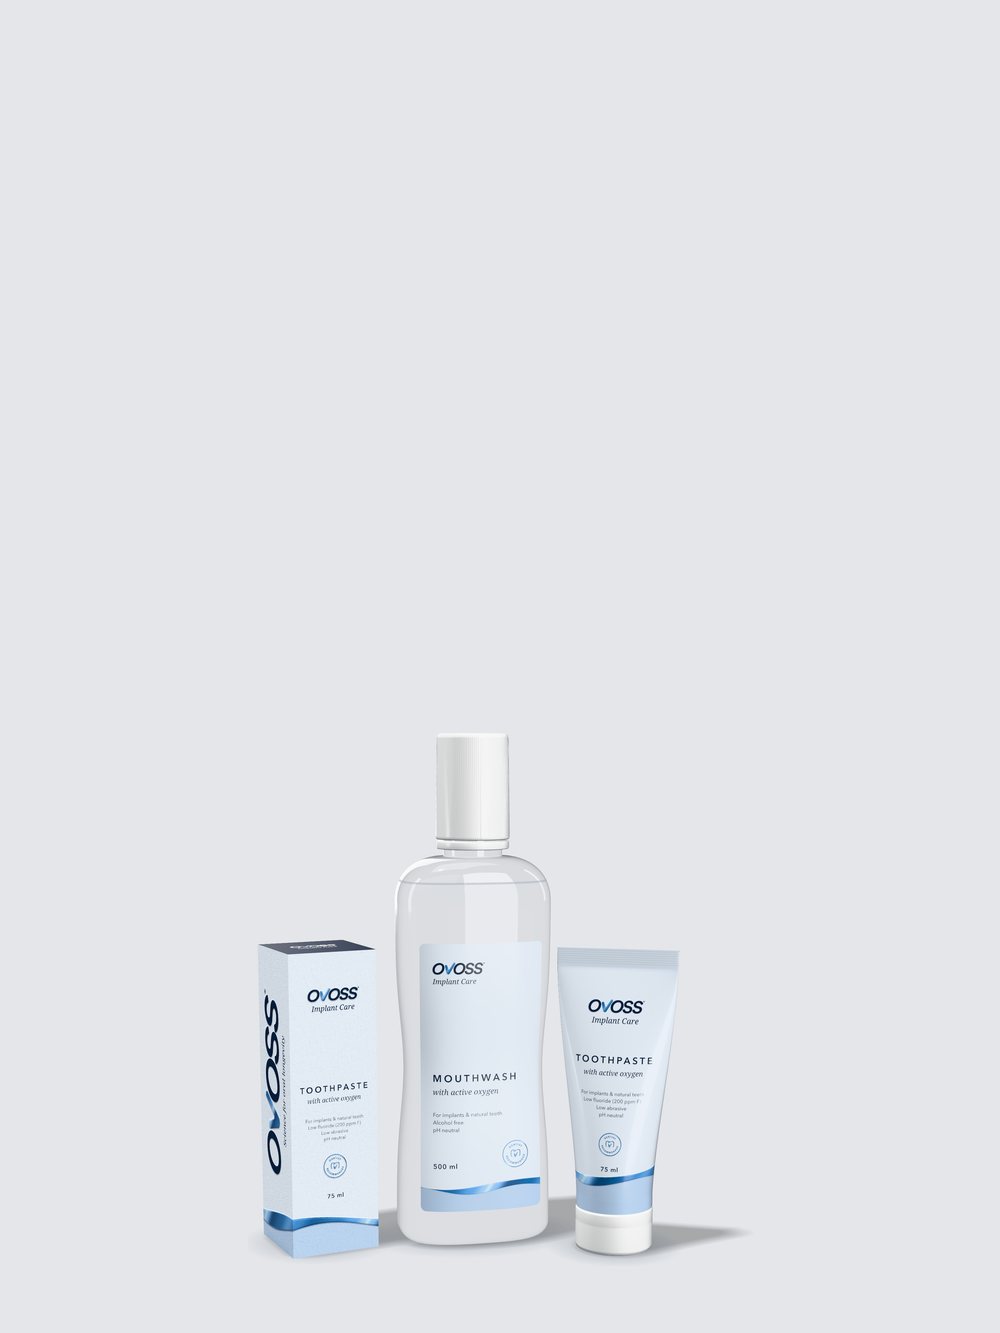 OVOSS
OVOSS
Science for oral longevity
OVOSS
Implant Care
TOOTHPASTE
with active oxygen
For implants & natural teeth
Low fluoride (200 ppm F)
Low abrasive
pH neutral
75 ml
OVOSS
Implant Care
MOUTHWASH
with active oxygen
For implants & natural teeth
Alcohol free
pH neutral
500 ml
OVOSS
Implant Care
TOOTHPASTE
with active oxygen
For implants & natural teeth
Low fluoride (200 ppm F)
Low abrasive
pH neutral
75 ml